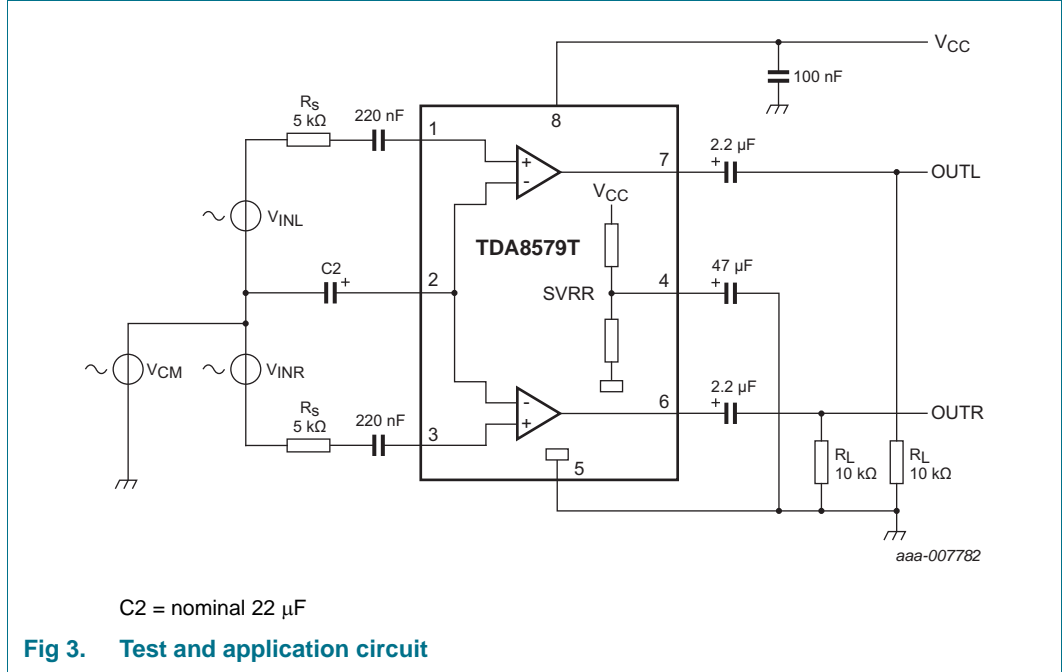 VCC
100 nF
RS
5 kΩ
220 nF
1
8
+
-
7
2.2 μF
+
OUTL
VINL
VCC
TDA8579T
C2
+
2
SVRR
4
47 μF
+
VCM
VINR
-
+
6
2.2 μF
+
OUTR
RS
5 kΩ
220 nF
3
5
RL
10 kΩ
RL
10 kΩ
aaa-007782
C2 = nominal 22 μF
Fig 3. Test and application circuit